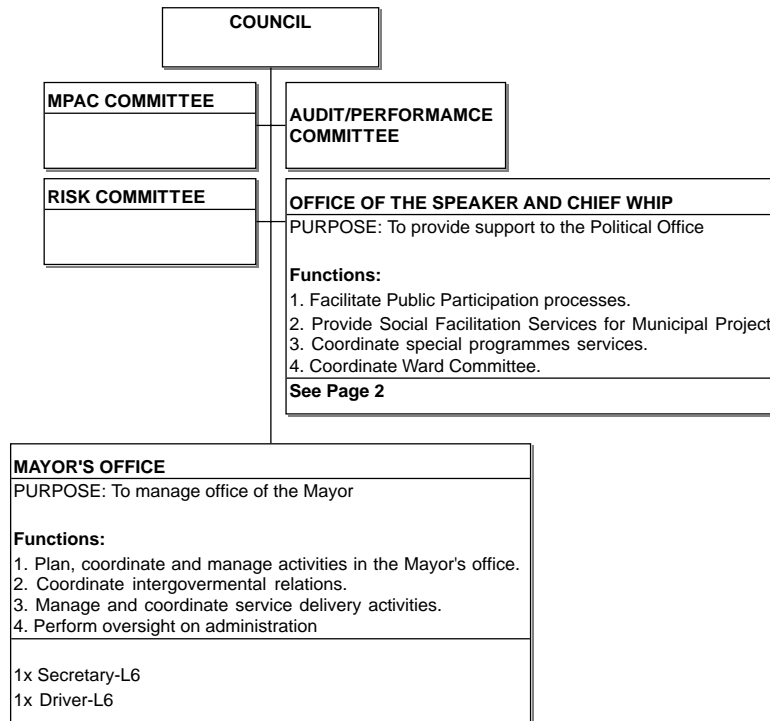 COUNCIL
MPAC COMMITTEE
AUDIT/PERFORMAMCE
COMMITTEE
RISK COMMITTEE
OFFICE OF THE SPEAKER AND CHIEF WHIP
PURPOSE: To provide support to the Political Office
Functions:
1. Facilitate Public Participation processes.
2. Provide Social Facilitation Services for Municipal Project
3. Coordinate special programmes services.
4. Coordinate Ward Committee.
See Page 2
MAYOR'S OFFICE
PURPOSE: To manage office of the Mayor
Functions:
1. Plan, coordinate and manage activities in the Mayor's office.
2. Coordinate intergovermental relations.
3. Manage and coordinate service delivery activities.
4. Perform oversight on administration
1x Secretary-L6
1x Driver-L6